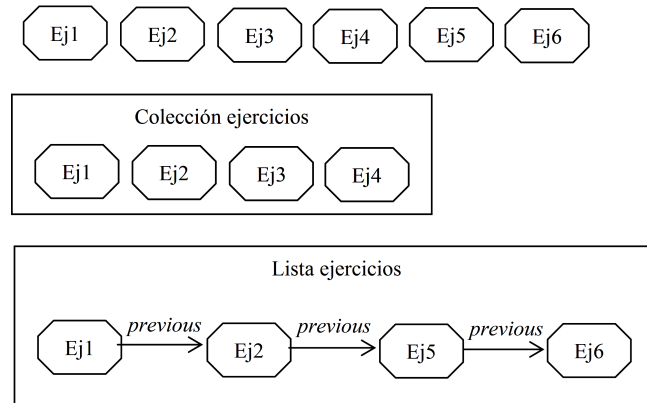 Ej1 Ej2 Ej3 Ej4 Ej5 Ej6
Colección ejercicios
Ej1 Ej2 Ej3 Ej4
Lista ejercicios
previous previous previous
Ej1 Ej2 Ej5 Ej6